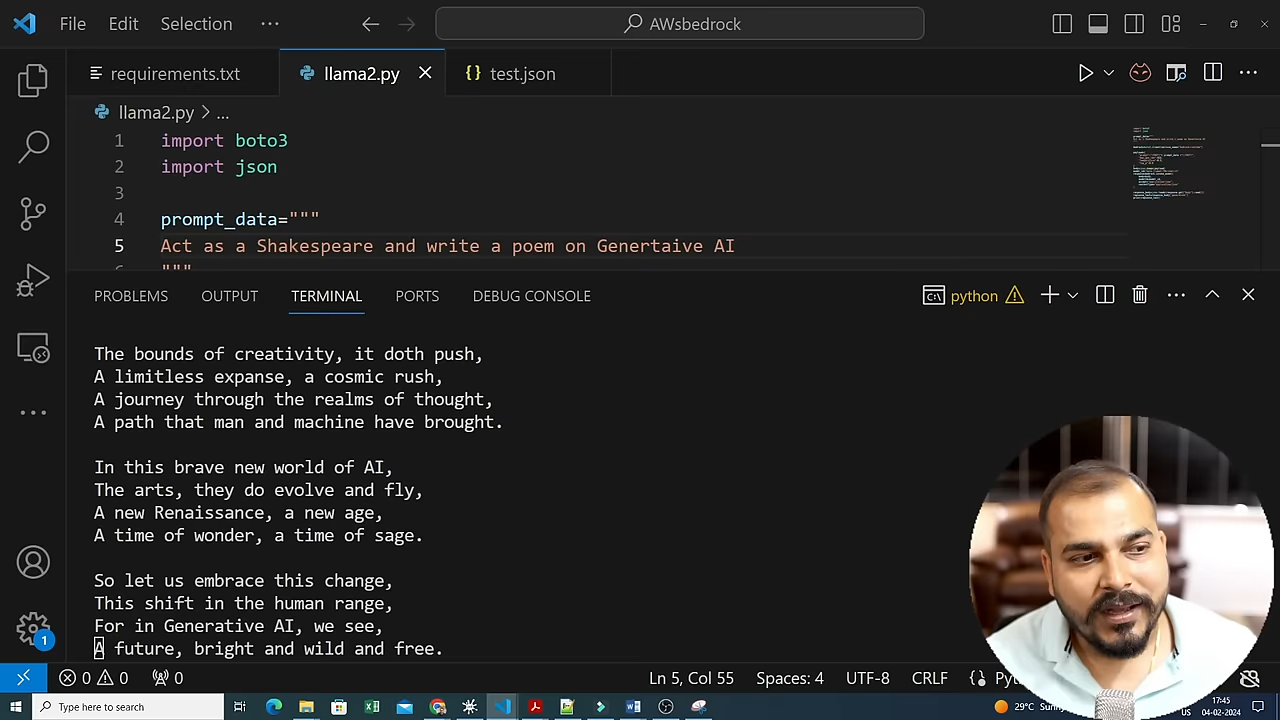 File Edit Selection ··· AWsbedrock
requirements.txt llama2.py test.json
llama2.py > ...
1 import boto3
2 import json
3
4 prompt_data="""
5 Act as a Shakespeare and write a poem on Genertaive AI
6 """
PROBLEMS OUTPUT TERMINAL PORTS DEBUG CONSOLE python
The bounds of creativity, it doth push,
A limitless expanse, a cosmic rush,
A journey through the realms of thought,
A path that man and machine have brought.
In this brave new world of AI,
The arts, they do evolve and fly,
A new Renaissance, a new age,
A time of wonder, a time of sage.
So let us embrace this change,
This shift in the human range,
For in Generative AI, we see,
A future, bright and wild and free.
1
0 0 0 Ln 5, Col 55 Spaces: 4 UTF-8 CRLF
Type here to search 29°C 17:45
US 04-02-2024